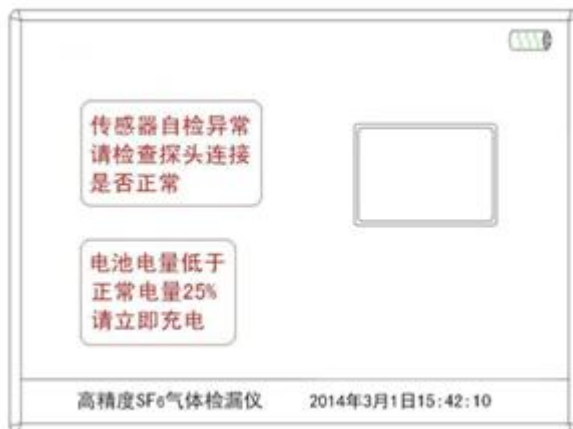 传感器自检异常
请检查探头连接
是否正常
电池电量低于
正常电量25%
请立即充电
高精度SF₆气体检漏仪 2014年3月1日15:42:10